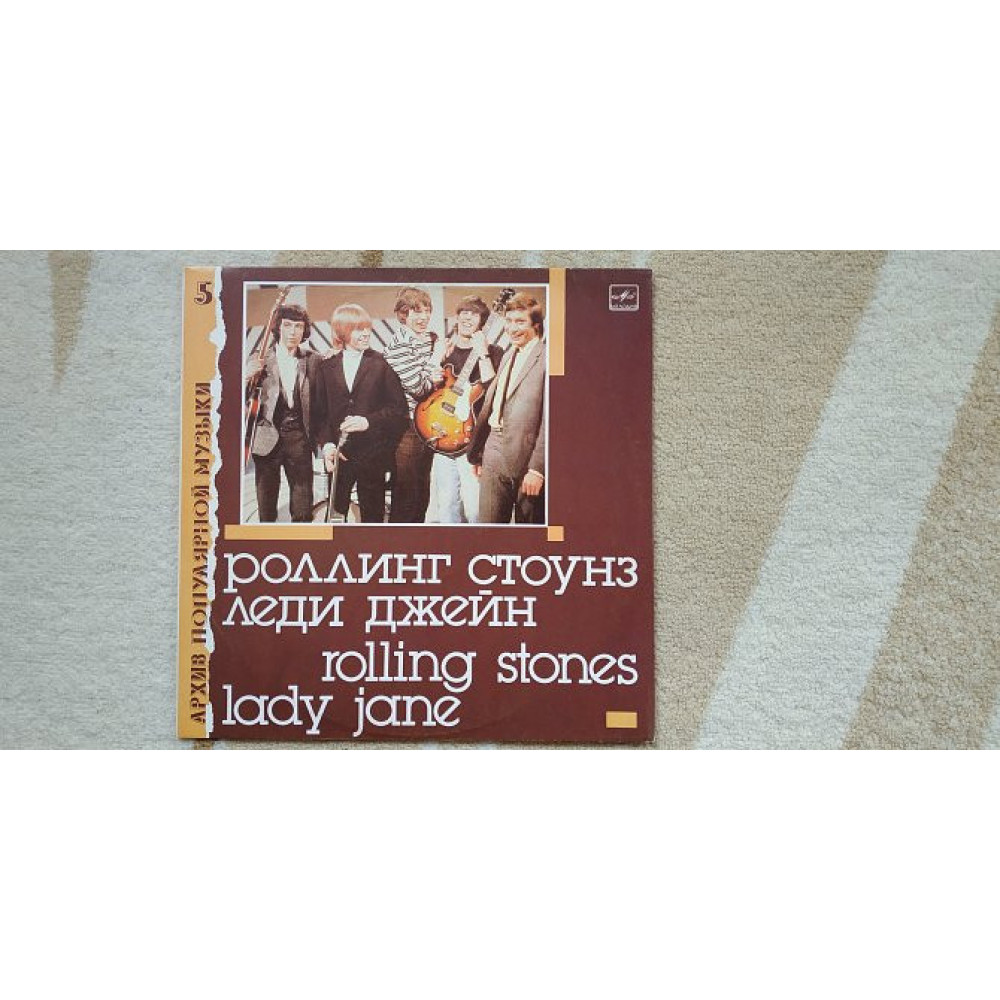 5
АРХИВ ПОПУЛЯРНОЙ МУЗЫКИ
РОЛЛИНГ СТОУНЗ
ЛЕДИ ДЖЕЙН
rolling stones
lady jane